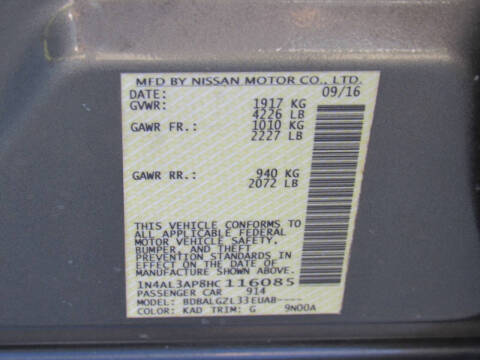 MFD BY NISSAN MOTOR CO., LTD.
DATE: 09/16
GVWR: 1917 KG
4226 LB
GAWR FR.: 1010 KG
2227 LB
GAWR RR.: 940 KG
2072 LB
THIS VEHICLE CONFORMS TO
ALL APPLICABLE FEDERAL
MOTOR VEHICLE SAFETY,
BUMPER, AND THEFT
PREVENTION STANDARDS IN
EFFECT ON THE DATE OF
MANUFACTURE SHOWN ABOVE.
1N4AL3AP8HC 116085
PASSENGER CAR 914
MODEL: BDBALGZL33EUAB----
COLOR: KAD TRIM: G 9N00A